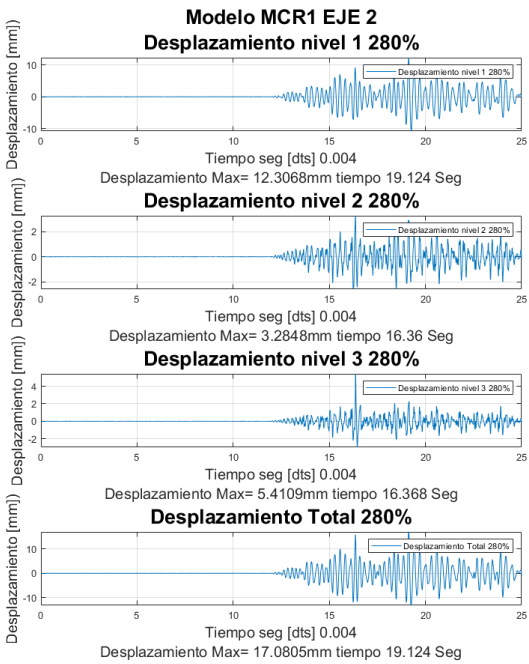 Modelo MCR1 EJE 2
Desplazamiento nivel 1 280%
Desplazamiento [mm]
10
0
-10
Desplazamiento nivel 1 280%
0 5 10 15 20 25
Tiempo seg [dts] 0.004
Desplazamiento Max= 12.3068mm tiempo 19.124 Seg
Desplazamiento nivel 2 280%
Desplazamiento [mm])
2
0
-2
Desplazamiento nivel 2 280%
0 5 10 15 20 25
Tiempo seg [dts] 0.004
Desplazamiento Max= 3.2848mm tiempo 16.36 Seg
Desplazamiento nivel 3 280%
Desplazamiento [mm])
4
2
0
-2
Desplazamiento nivel 3 280%
0 5 10 15 20 25
Tiempo seg [dts] 0.004
Desplazamiento Max= 5.4109mm tiempo 16.368 Seg
Desplazamiento Total 280%
Desplazamiento [mm])
10
0
-10
Desplazamiento Total 280%
0 5 10 15 20 25
Tiempo seg [dts] 0.004
Desplazamiento Max= 17.0805mm tiempo 19.124 Seg